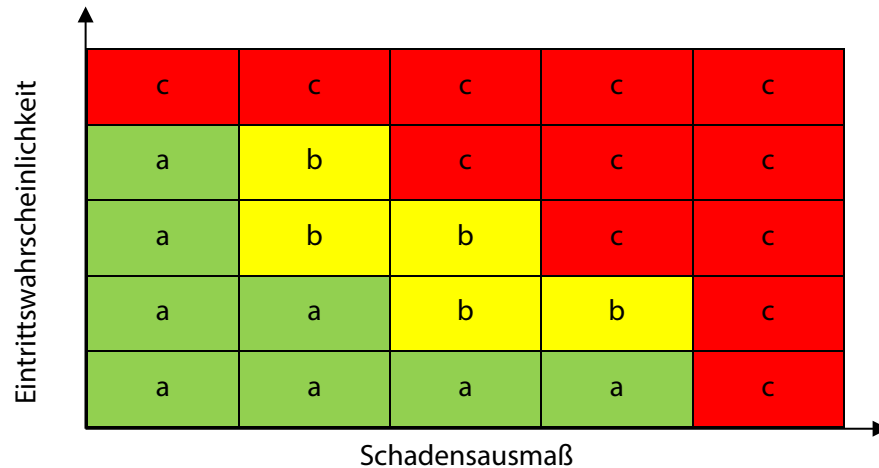 Eintrittswahrscheinlichkeit
c c c c c
a b c c c
a b b c c
a a b b c
a a a a c
Schadensausmaß